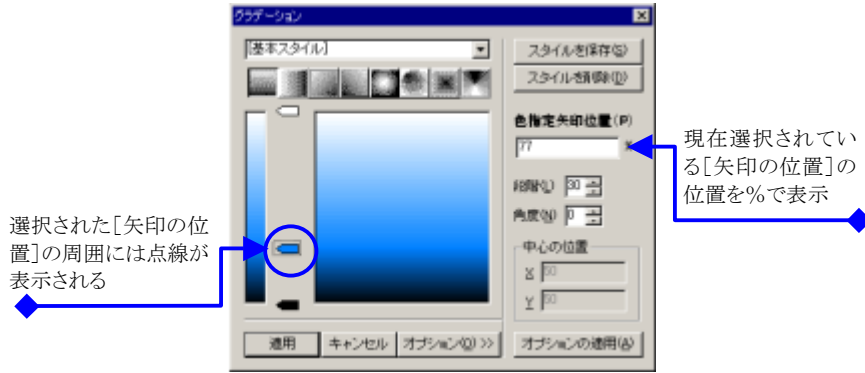 グラデーション
[基本スタイル]
スタイルを保存(S)
スタイルを削除(D)
色指定矢印位置(P)
77 %
段階(L) 30
角度(N) 0
中心の位置
X 50
Y 50
適用
キャンセル
オプション(O) >>
オプションの適用(A)
現在選択されてい
る[矢印の位置]の
位置を%で表示
選択された[矢印の位
置]の周囲には点線が
表示される